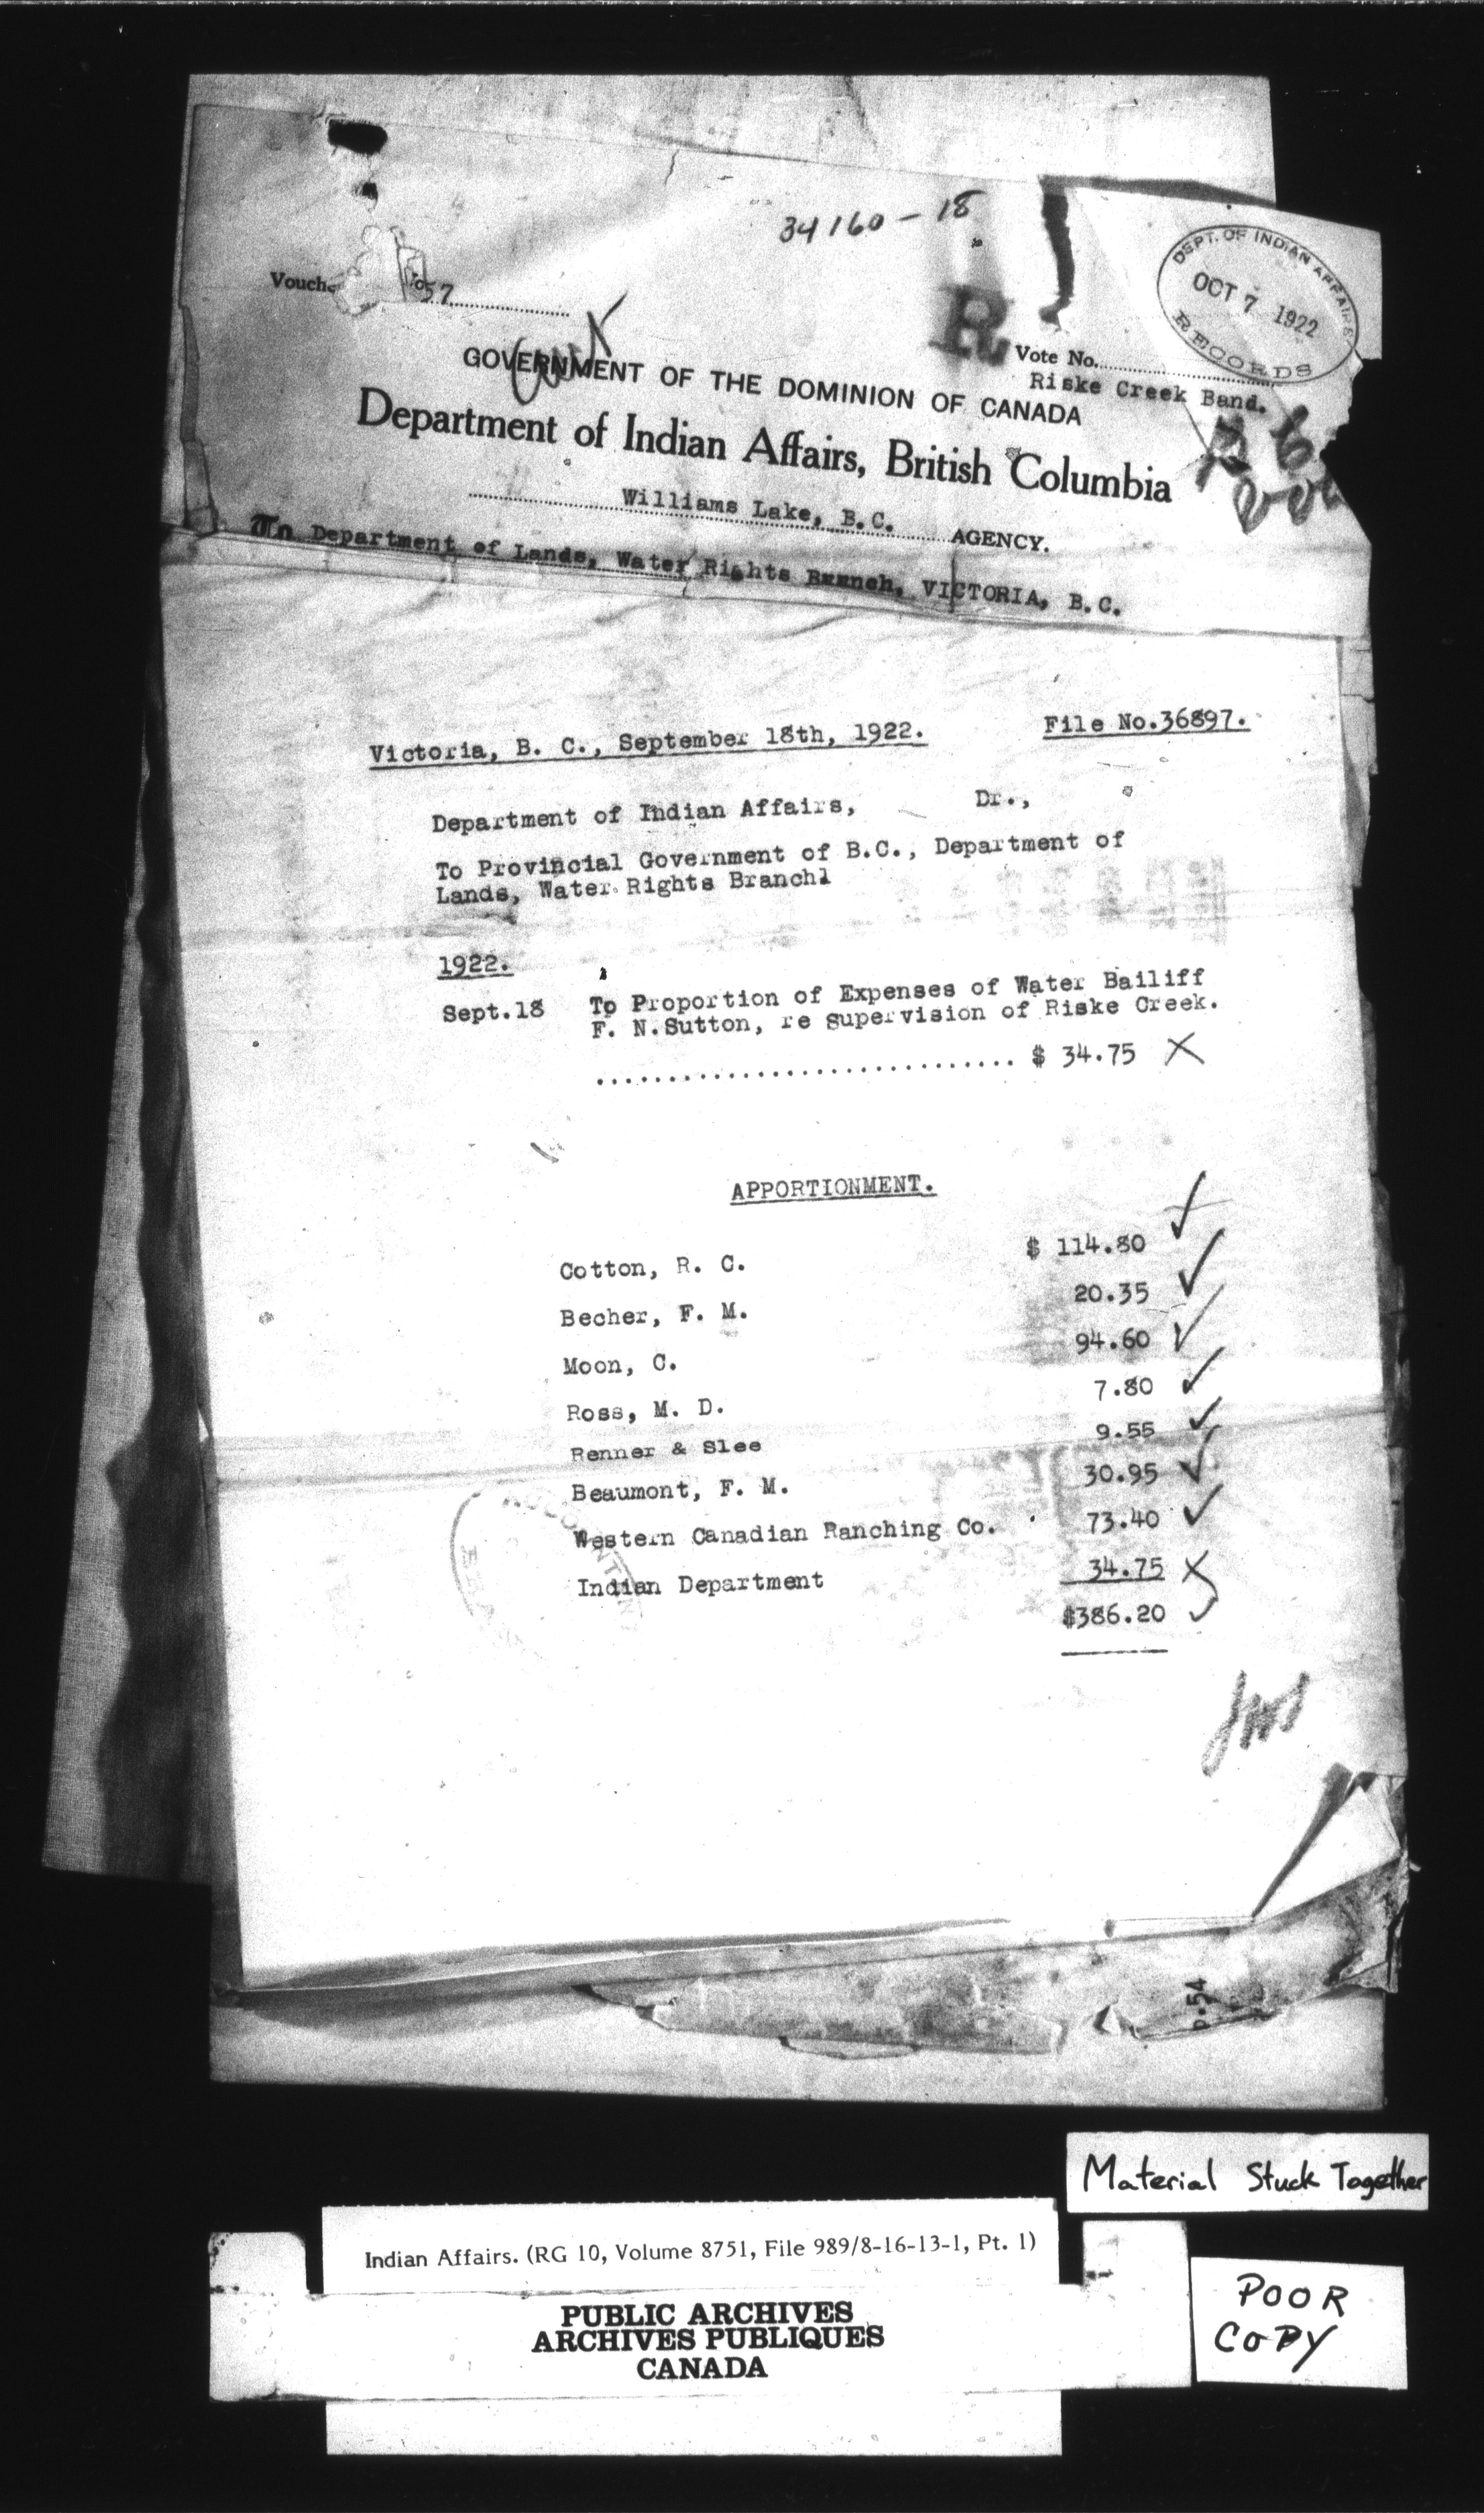 34160-18
DEPT. OF INDIAN AFFAIRS
OCT 7 1922
RECORDS
57
R
Vote No.
Riske Creek Band.
GOVERNMENT OF THE DOMINION OF CANADA
Department of Indian Affairs, British Columbia
Williams Lake, B.C. AGENCY.
To Department of Lands, Water Rights Branch, VICTORIA, B.C.
Victoria, B. C., September 18th, 1922.
File No.36897.
Department of Indian Affairs, Dr.,
To Provincial Government of B.C., Department of
Lands, Water Rights Branchl
1922.
Sept.18 To Proportion of Expenses of Water Bailiff
F. N.Sutton, re supervision of Riske Creek.
............................. $ 34.75 X
APPORTIONMENT.
Cotton, R. C. $ 114.80 ✓
Becher, F. M. 20.35 ✓
Moon, C. 94.60 ✓
Ross, M. D. 7.80 ✓
Renner & Slee 9.55 ✓
Beaumont, F. M. 30.95 ✓
Western Canadian Ranching Co. 73.40 ✓
Indian Department 34.75 X
$386.20 ✓
P.54
Material Stuck Together
Indian Affairs. (RG 10, Volume 8751, File 989/8-16-13-1, Pt. 1)
PUBLIC ARCHIVES
ARCHIVES PUBLIQUES
CANADA
POOR
COPY